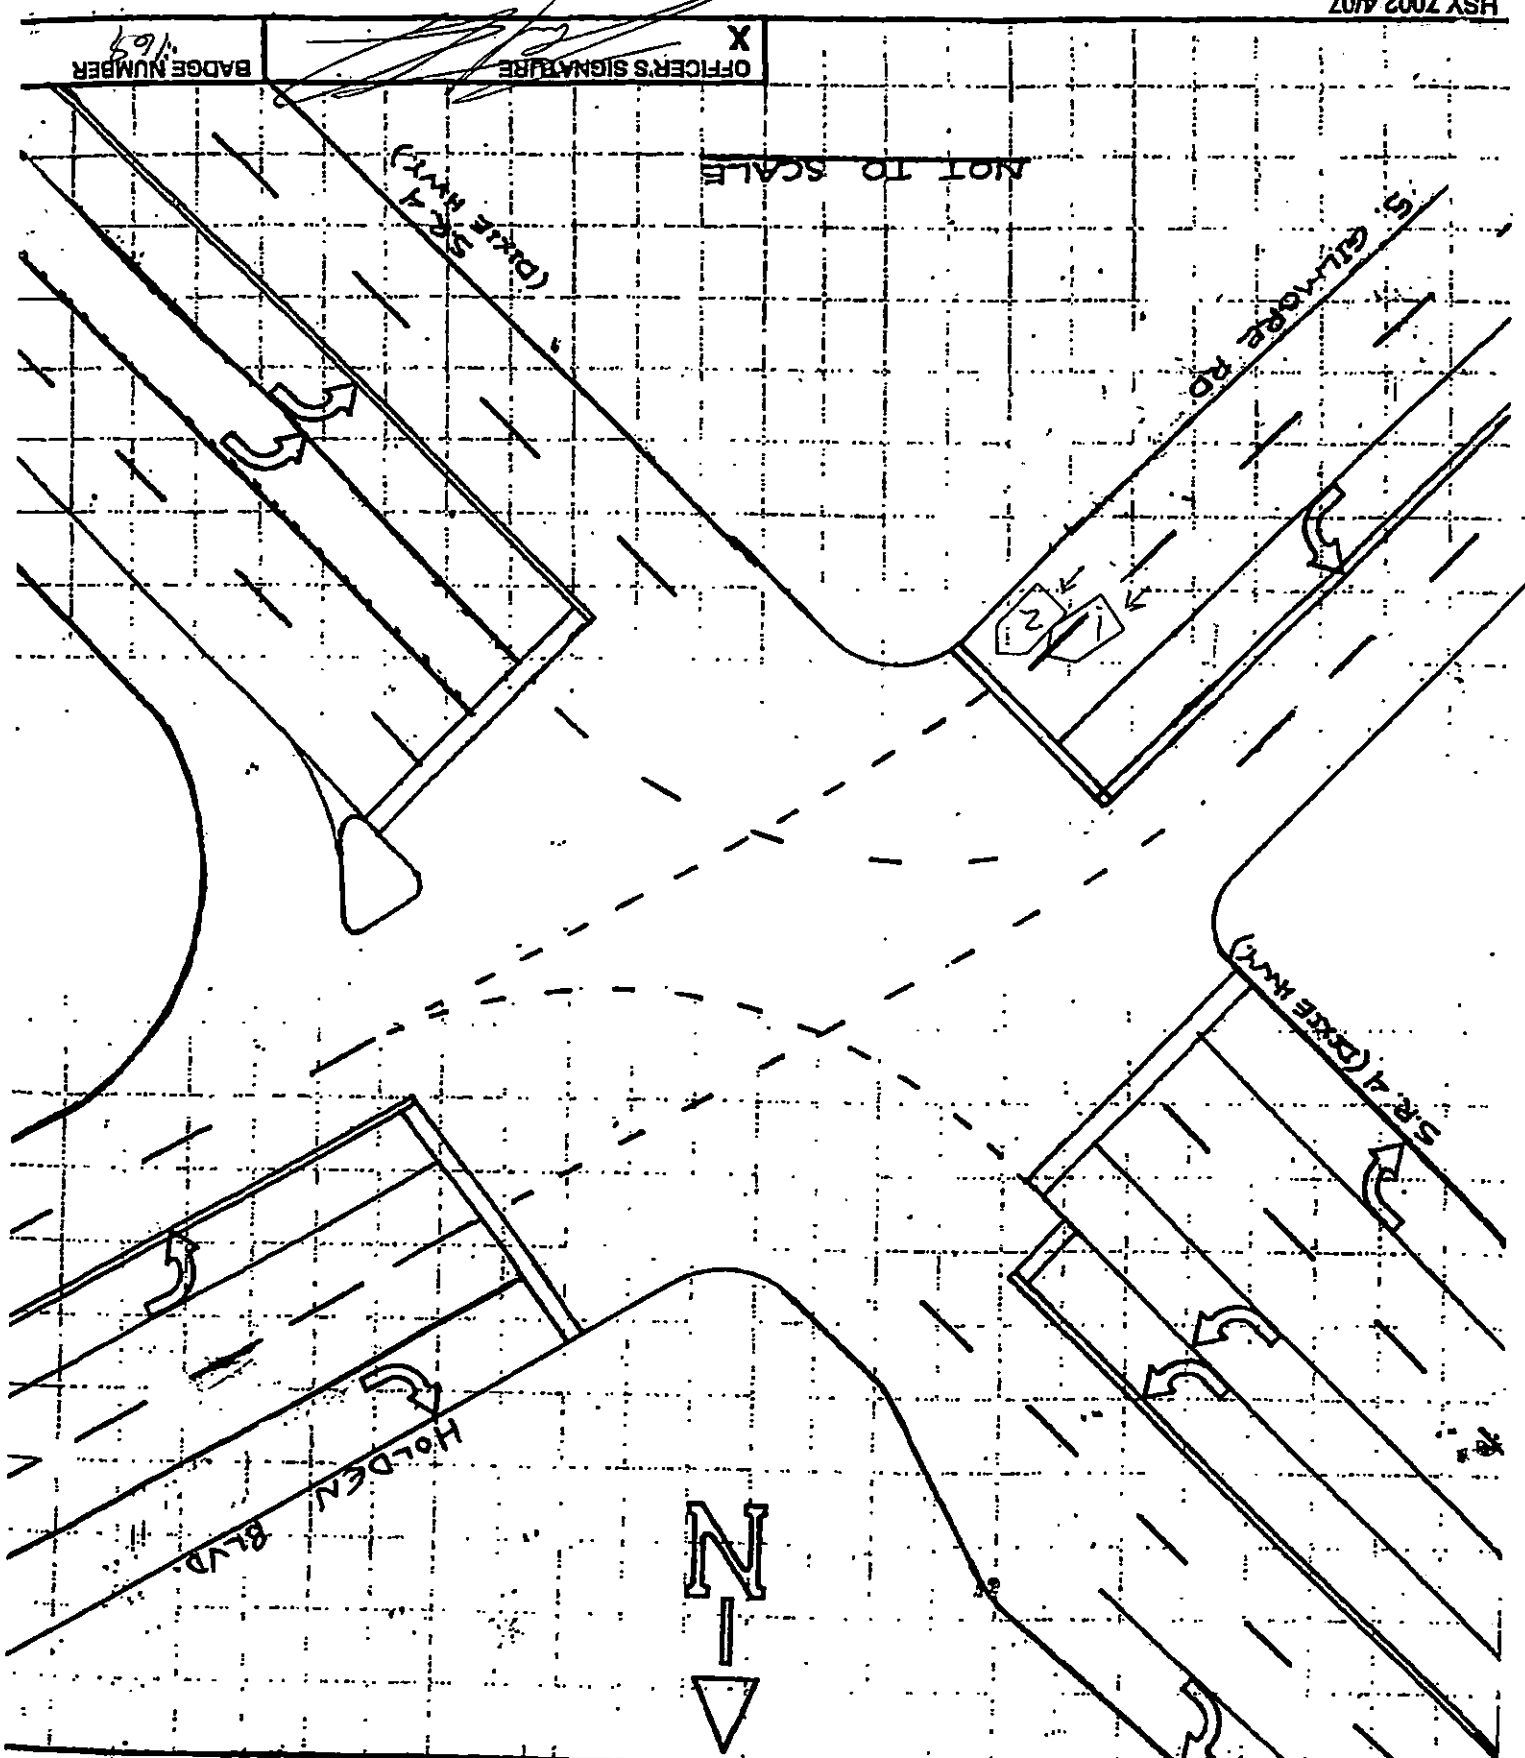 N
HOLDEN BLVD
S.R. 4 (DIXIE HWY.)
1
2
S. GILMORE RD
S.R. 4
(DIXIE HWY.)
NOT TO SCALE
OFFICER'S SIGNATURE
X
BADGE NUMBER
HSY 7002 4/07